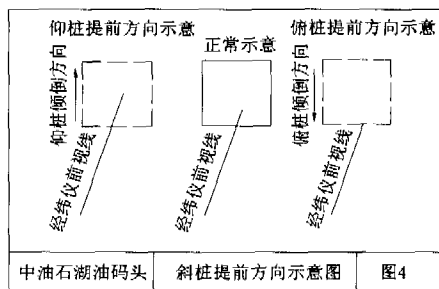 仰桩提前方向示意
正常示意
俯桩提前方向示意
仰桩倾倒方向
俯桩倾倒方向
经纬仪前视线
经纬仪前视线
经纬仪前视线
中油石湖油码头
斜桩提前方向示意图
图4